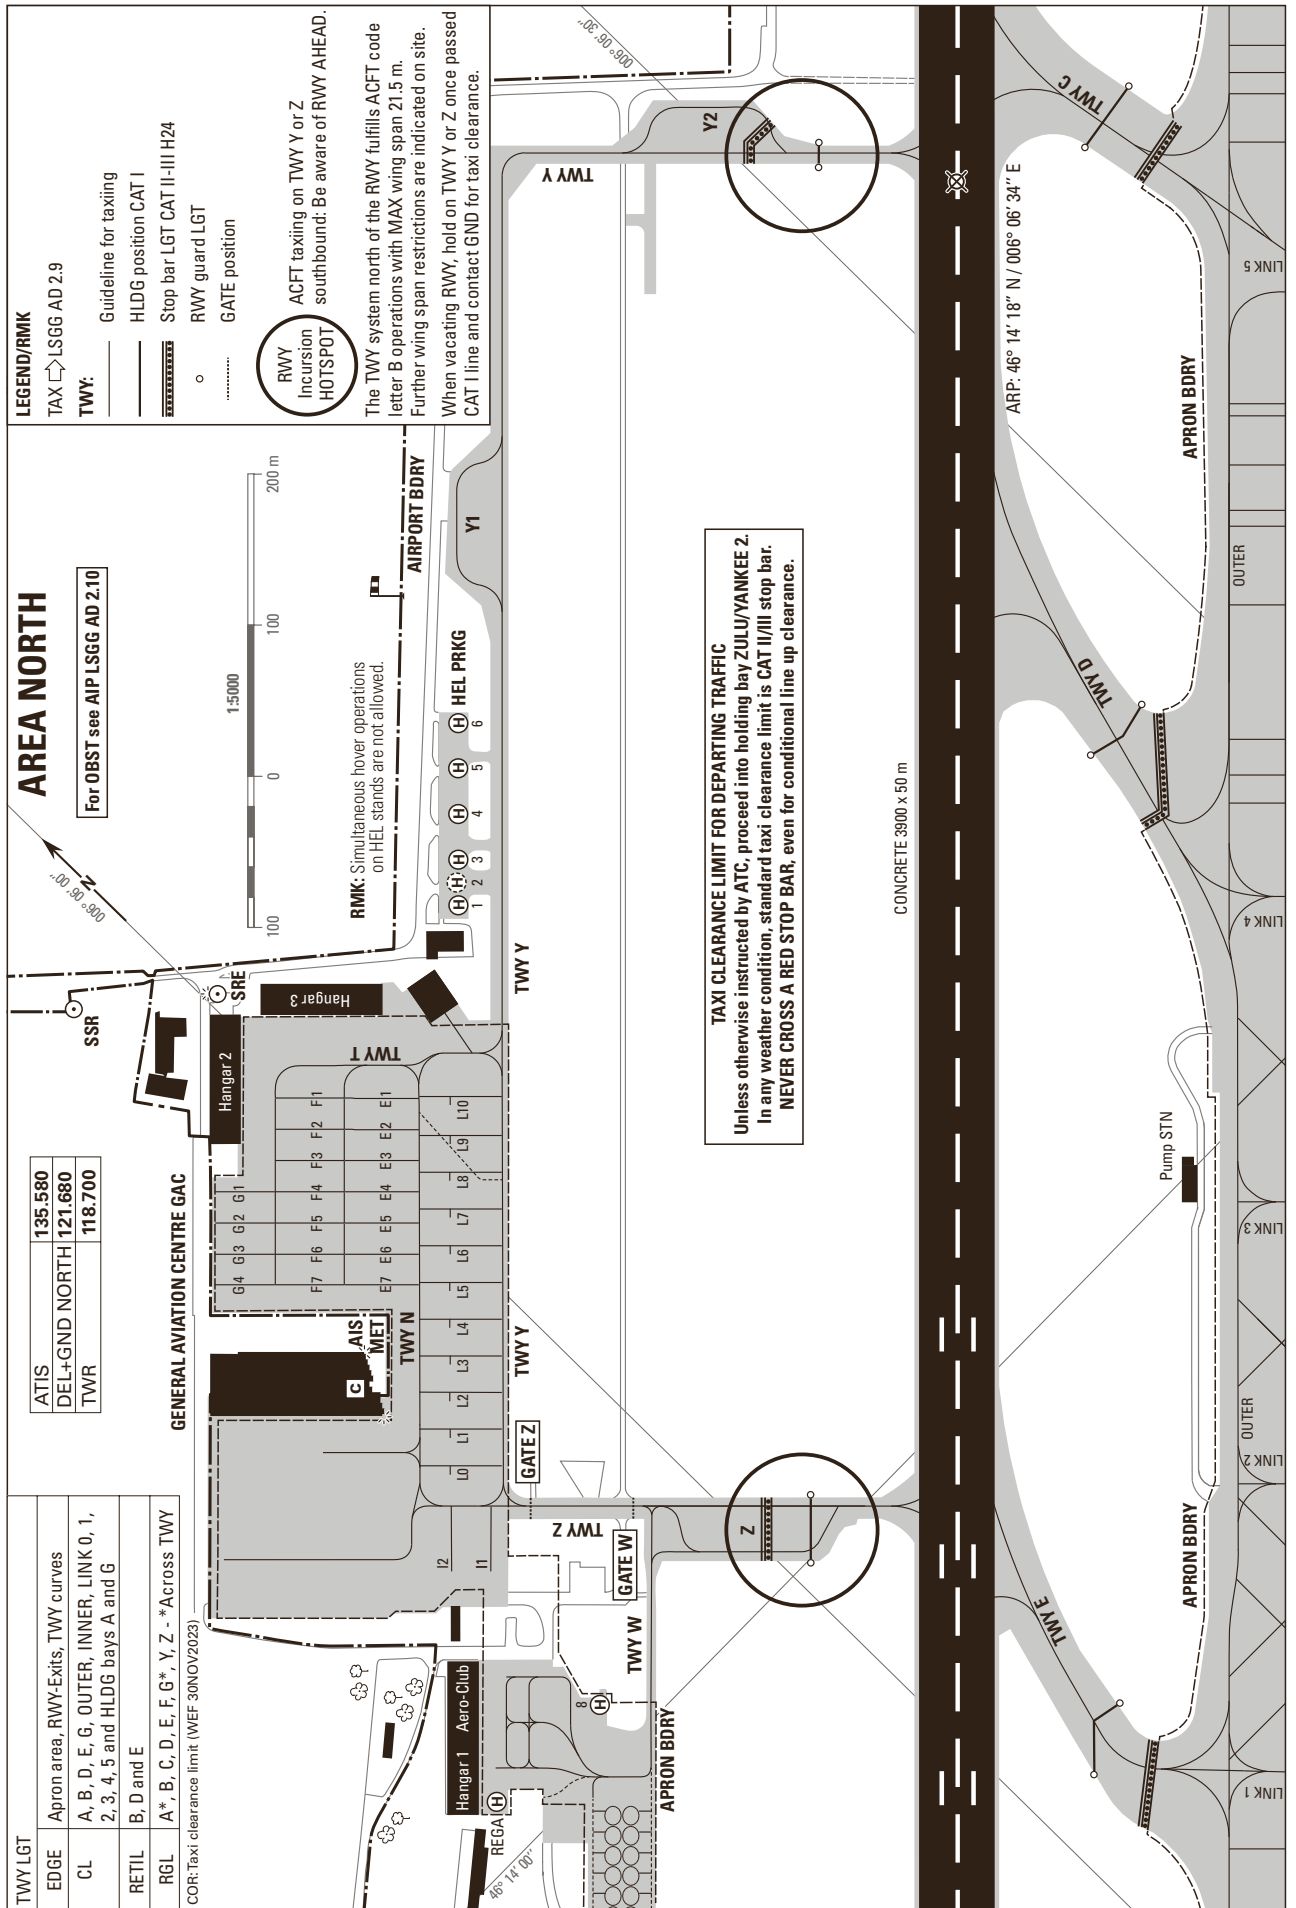 TWY LGT
EDGE Apron area, RWY-Exits, TWY curves
CL A, B, D, E, G, OUTER, INNER, LINK 0, 1,
2, 3, 4, 5 and HLDG bays A and G
RETIL B, D and E
RGL A*, B, C, D, E, F, G*, Y, Z - *Across TWY
COR: Taxi clearance limit (WEF 30NOV2023)
ATIS 135.580
DEL+GND NORTH 121.680
TWR 118.700
AREA NORTH
For OBST see AIP LSGG AD 2.10
1:5000
100 0 100 200 m
N
006° 06' 00"
LEGEND/RMK
TAX LSGG AD 2.9
TWY:
Guideline for taxiing
HLDG position CAT I
Stop bar LGT CAT II-III H24
RWY guard LGT
GATE position
RWY
Incursion
HOTSPOT
ACFT taxiing on TWY Y or Z
southbound: Be aware of RWY AHEAD.
The TWY system north of the RWY fulfills ACFT code
letter B operations with MAX wing span 21.5 m.
Further wing span restrictions are indicated on site.
When vacating RWY, hold on TWY Y or Z once passed
CAT I line and contact GND for taxi clearance.
RMK: Simultaneous hover operations
on HEL stands are not allowed.
AIRPORT BDRY
SSR
SRE
Hangar 2
Hangar 3
GENERAL AVIATION CENTRE GAC
G4 G3 G2 G1
F7 F6 F5 F4 F3 F2 F1
E7 E6 E5 E4 E3 E2 E1
TWY T
C
AIS
MET
TWY N
L0 L1 L2 L3 L4 L5 L6 L7 L8 L9 L10
I2
I1
H H H H H H HEL PRKG
1 2 3 4 5 6
Y1
TWY Y
TWY Y
TWY Y
Y2
006° 06' 30"
Hangar 1 Aero-Club
REGA H
46° 14' 00"
8
H
GATE Z
TWY Z
GATE W
TWY W
APRON BDRY
Z
TAXI CLEARANCE LIMIT FOR DEPARTING TRAFFIC
Unless otherwise instructed by ATC, proceed into holding bay ZULU/YANKEE 2.
In any weather condition, standard taxi clearance limit is CAT II/III stop bar.
NEVER CROSS A RED STOP BAR, even for conditional line up clearance.
CONCRETE 3900 x 50 m
ARP: 46° 14' 18" N / 006° 06' 34" E
TWY E
TWY D
TWY C
Pump STN
APRON BDRY
APRON BDRY
OUTER
OUTER
LINK 1
LINK 2
LINK 3
LINK 4
LINK 5